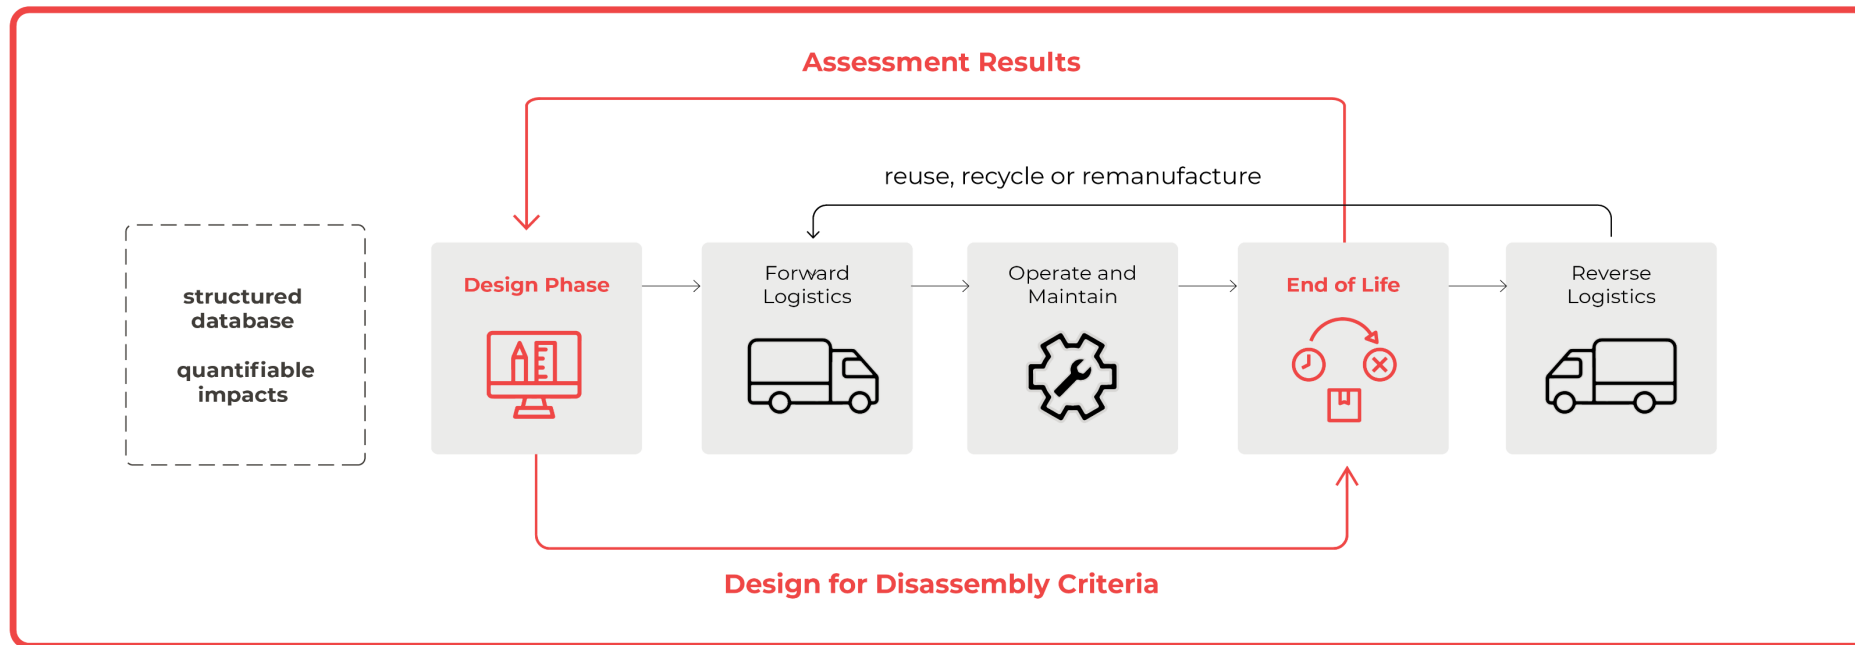 Assessment Results
reuse, recycle or remanufacture
structured
database
quantifiable
impacts
Design Phase
Forward
Logistics
Operate and
Maintain
End of Life
Reverse
Logistics
Design for Disassembly Criteria